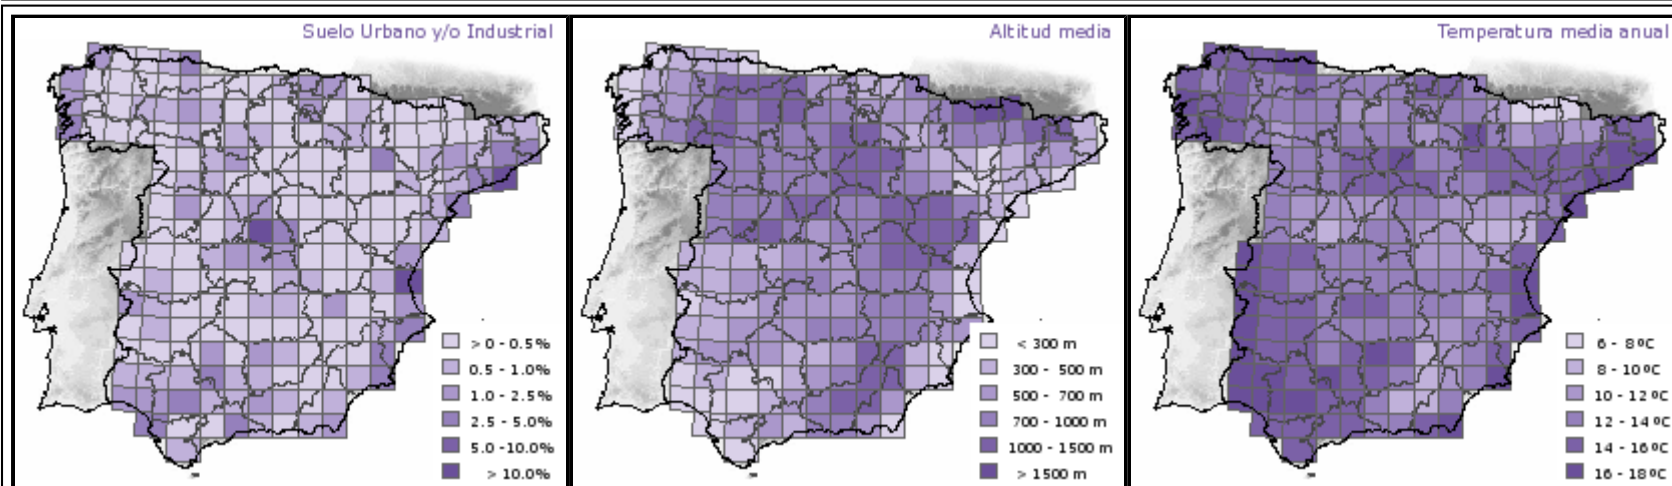 Suelo Urbano y/o Industrial
> 0 - 0.5%
0.5 - 1.0%
1.0 - 2.5%
2.5 - 5.0%
5.0 -10.0%
> 10.0%
Altitud media
< 300 m
300 - 500 m
500 - 700 m
700 - 1000 m
1000 - 1500 m
> 1500 m
Temperatura media anual
6 - 8ºC
8 - 10ºC
10 - 12ºC
12 - 14ºC
14 - 16ºC
16 - 18ºC